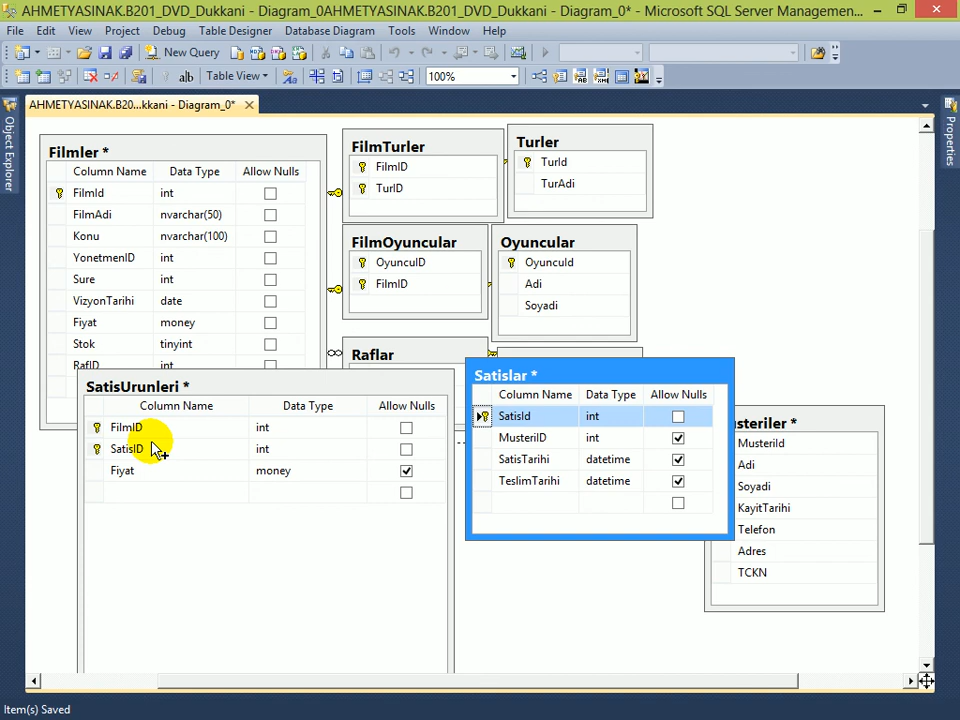 AHMETYASINAK.B201_DVD_Dukkani - Diagram_0AHMETYASINAK.B201_DVD_Dukkani - Diagram_0* - Microsoft SQL Server Managemen...
File Edit View Project Debug Table Designer Database Diagram Tools Window Help
New Query
Table View 100%
AHMETYASINAK.B20...kkani - Diagram_0*
Object Explorer
Properties
Filmler *
Column Name Data Type Allow Nulls
FilmId int
FilmAdi nvarchar(50)
Konu nvarchar(100)
YonetmenID int
Sure int
VizyonTarihi date
Fiyat money
Stok tinyint
RafID int
FilmTurler
FilmID
TurID
Turler
TurId
TurAdi
FilmOyuncular
OyuncuID
FilmID
Oyuncular
OyuncuId
Adi
Soyadi
Raflar
SatisUrunleri *
Column Name Data Type Allow Nulls
FilmID int
SatisID int
Fiyat money
Satislar *
Column Name Data Type Allow Nulls
SatisId int
MusteriID int
SatisTarihi datetime
TeslimTarihi datetime
usteriler *
MusteriId
Adi
Soyadi
KayitTarihi
Telefon
Adres
TCKN
Item(s) Saved